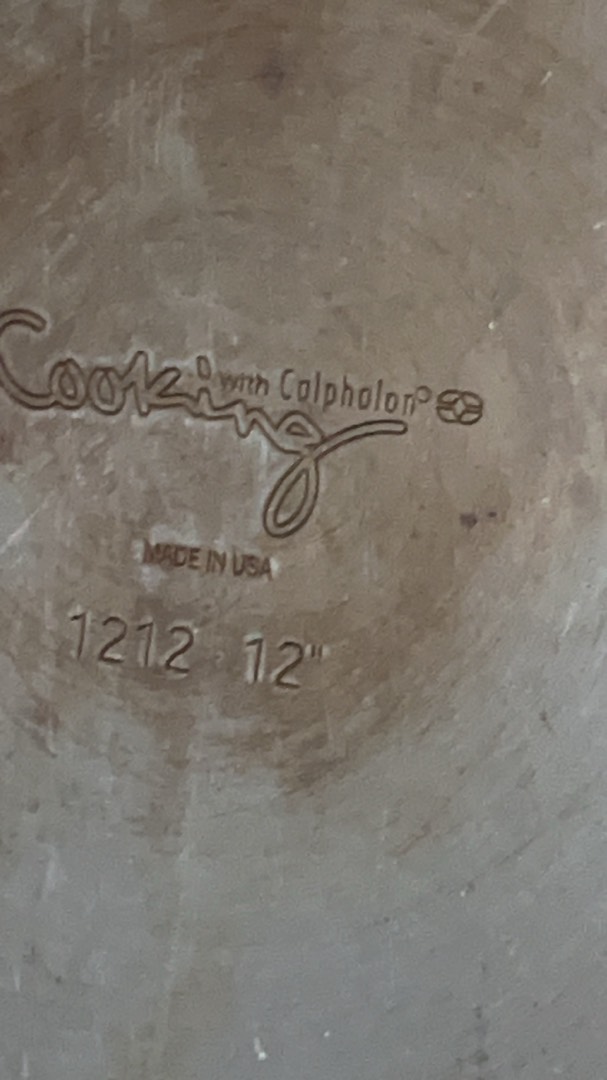 Cooking with Calphalon®
MADE IN USA
1212 12"